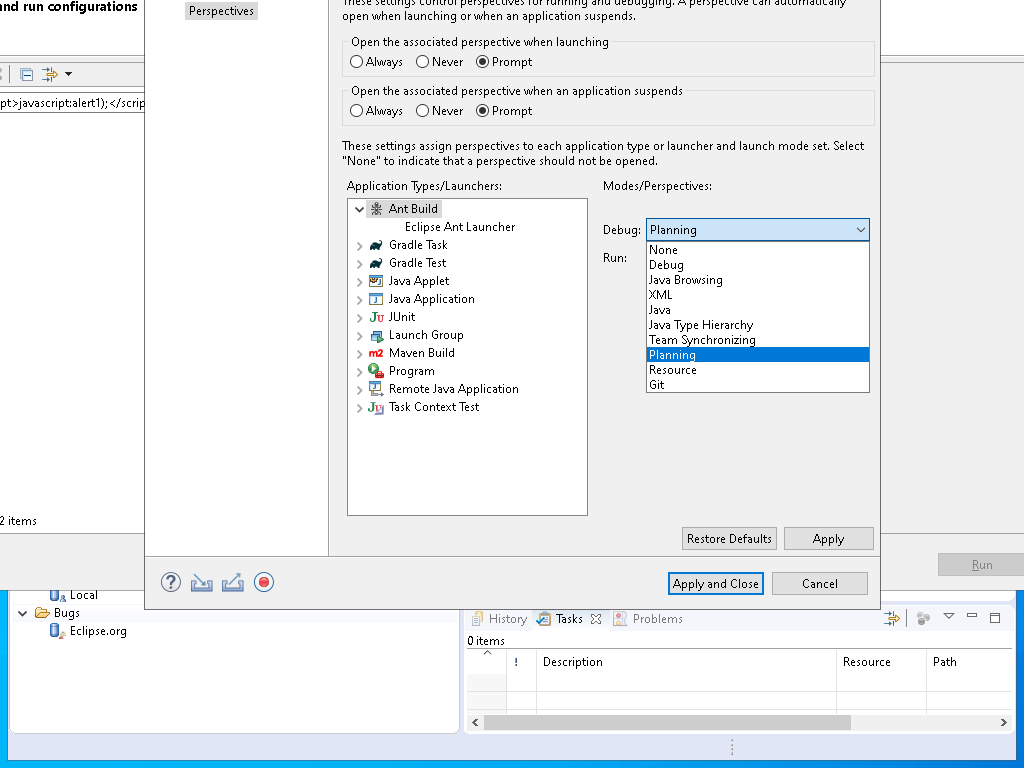 and run configurations
Perspectives
These settings control perspectives for running and debugging. A perspective can automatically
open when launching or when an application suspends.
Open the associated perspective when launching
Always Never Prompt
Open the associated perspective when an application suspends
Always Never Prompt
pt>javascript:alert1);</scrip
These settings assign perspectives to each application type or launcher and launch mode set. Select
"None" to indicate that a perspective should not be opened.
Application Types/Launchers:
Modes/Perspectives:
Ant Build
Eclipse Ant Launcher
Gradle Task
Gradle Test
Java Applet
Java Application
JUnit
Launch Group
Maven Build
Program
Remote Java Application
Task Context Test
Debug: Planning
Run:
None
Debug
Java Browsing
XML
Java
Java Type Hierarchy
Team Synchronizing
Planning
Resource
Git
2 items
Restore Defaults Apply
Apply and Close Cancel
Run
Local
Bugs
Eclipse.org
History Tasks Problems
0 items
! Description Resource Path